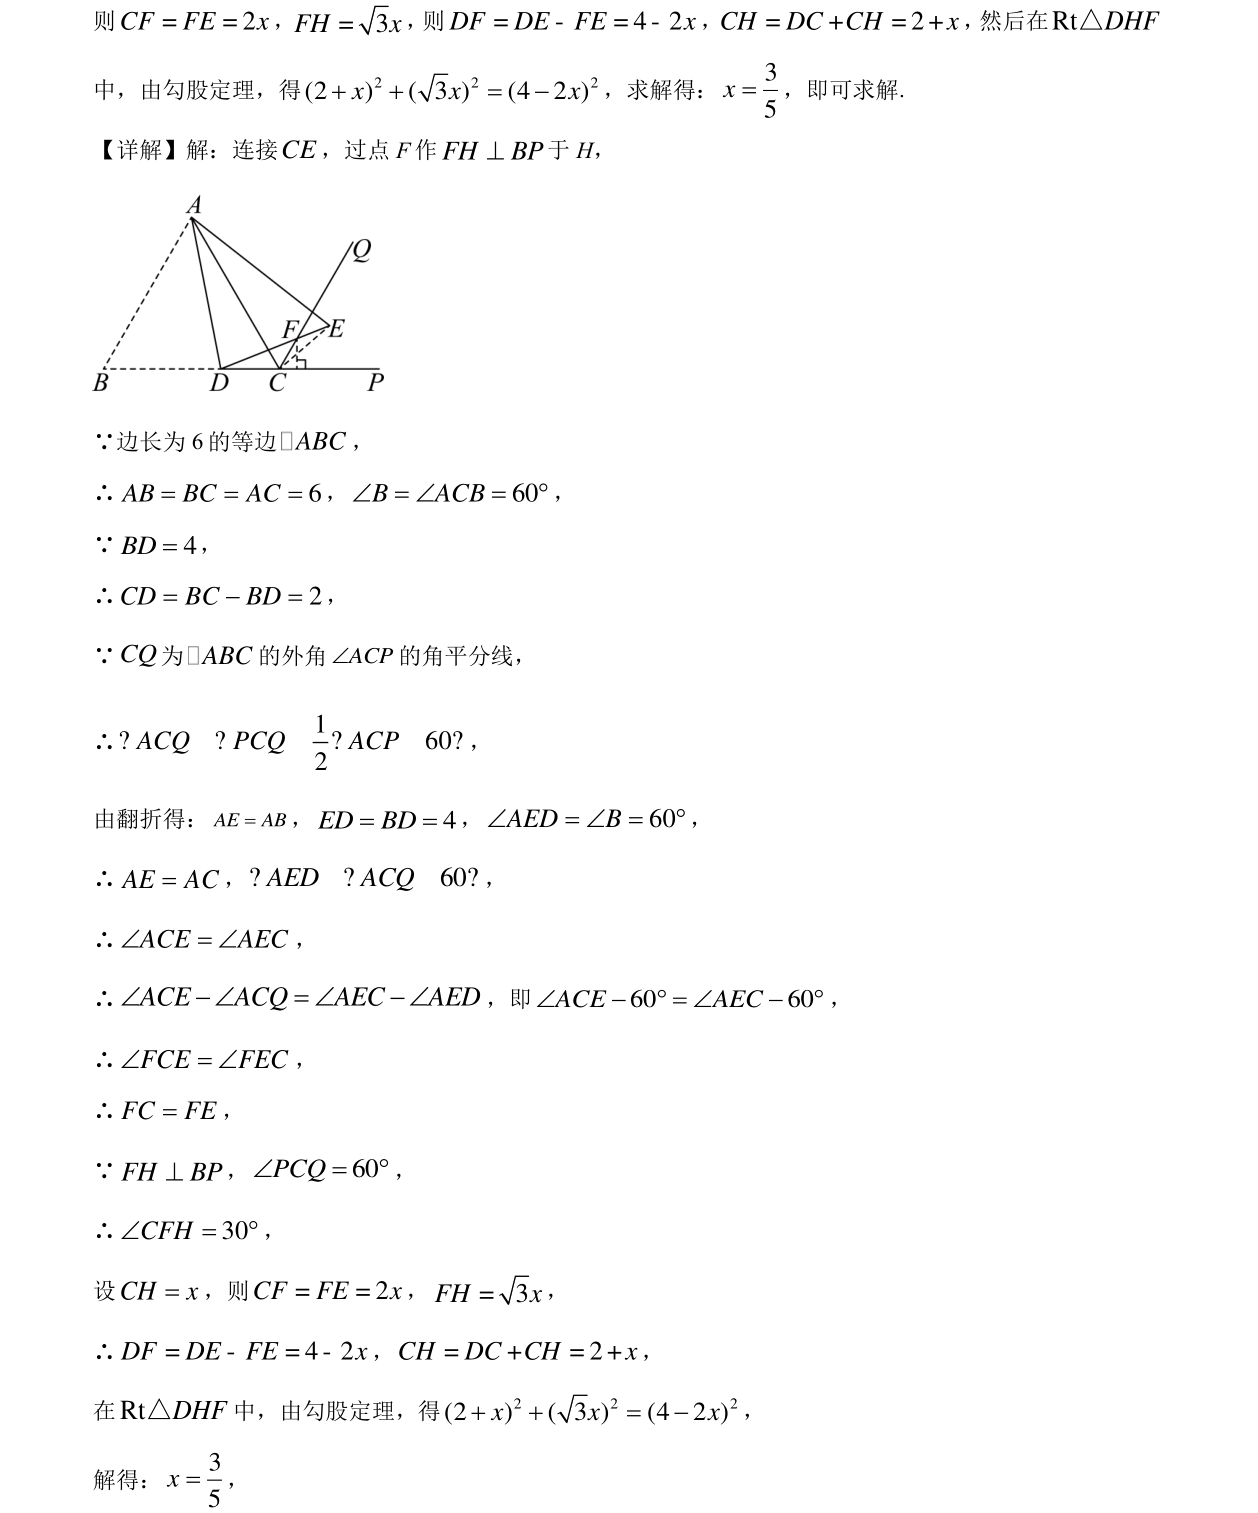 则CF=FE=2x，FH=√3x，则DF=DE-FE=4-2x，CH=DC+CH=2+x，然后在Rt△DHF
中，由勾股定理，得(2+x)²+(√3x)²=(4-2x)²，求解得：x=3/5，即可求解.
【详解】解：连接CE，过点F作FH⊥BP于H，
A
Q
F
E
B
D
C
P
∵边长为6的等边□ABC，
∴AB=BC=AC=6，∠B=∠ACB=60°，
∵BD=4，
∴CD=BC-BD=2，
∵CQ为□ABC的外角∠ACP的角平分线，
∴?ACQ ?PCQ 1/2?ACP 60?，
由翻折得：AE=AB，ED=BD=4，∠AED=∠B=60°，
∴AE=AC，?AED ?ACQ 60?，
∴∠ACE=∠AEC，
∴∠ACE-∠ACQ=∠AEC-∠AED，即∠ACE-60°=∠AEC-60°，
∴∠FCE=∠FEC，
∴FC=FE，
∵FH⊥BP，∠PCQ=60°，
∴∠CFH=30°，
设CH=x，则CF=FE=2x，FH=√3x，
∴DF=DE-FE=4-2x，CH=DC+CH=2+x，
在Rt△DHF中，由勾股定理，得(2+x)²+(√3x)²=(4-2x)²，
解得：x=3/5，